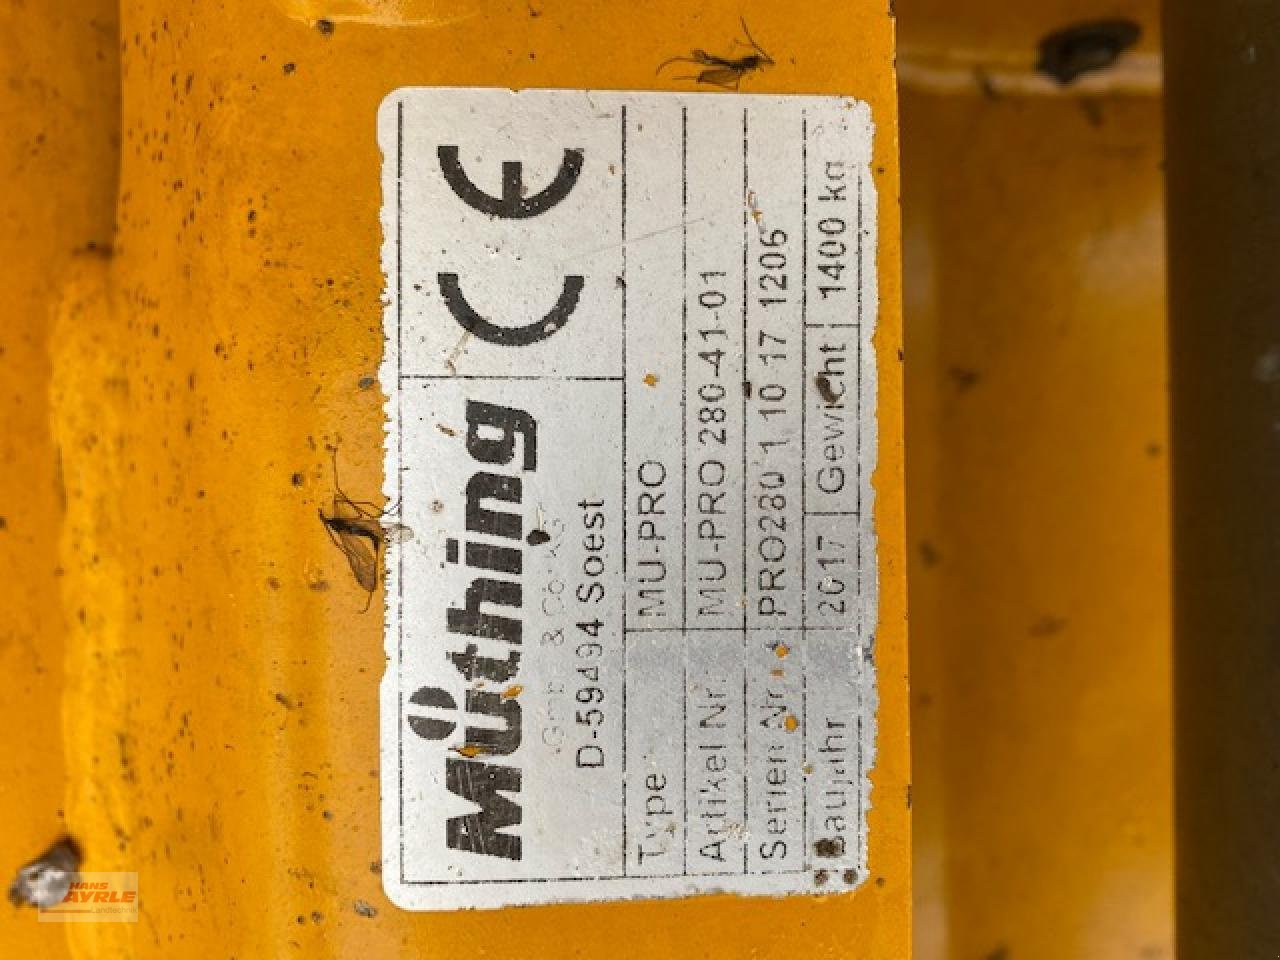 Müthing CE
GmbH & Co. KG
D-59494 Soest
Type MU-PRO
Artikel Nr. MU-PRO 280-41-01
Serien Nr. PRO280 1 10 17 1206
Baujahr 2017 Gewicht 1400 kg
HANS
AYRLE
Landtechnik